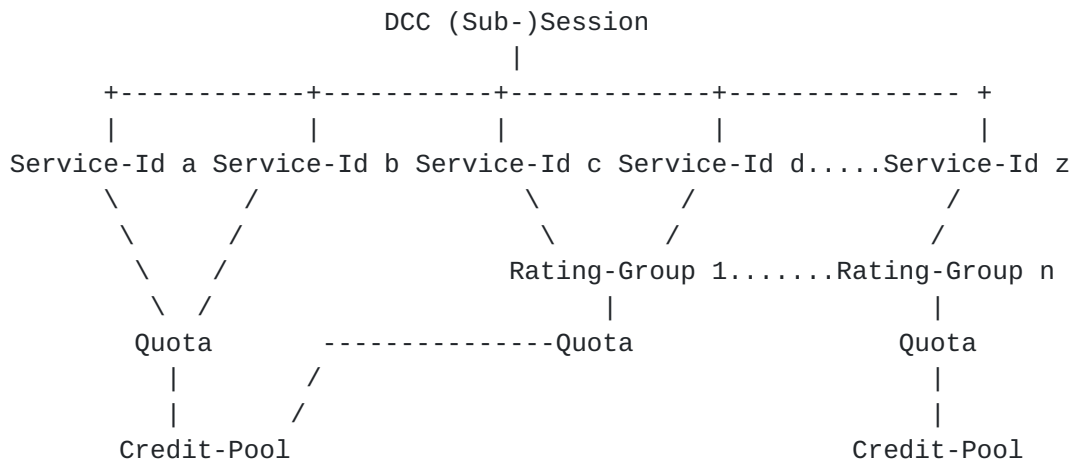 DCC (Sub-)Session
|
+------------+-----------+-------------+--------------- +
| | | | |
Service-Id a Service-Id b Service-Id c Service-Id d.....Service-Id z
\ / \ / /
\ / \ / /
\ / Rating-Group 1.......Rating-Group n
\ / | |
Quota ---------------Quota Quota
| / |
| / |
Credit-Pool Credit-Pool